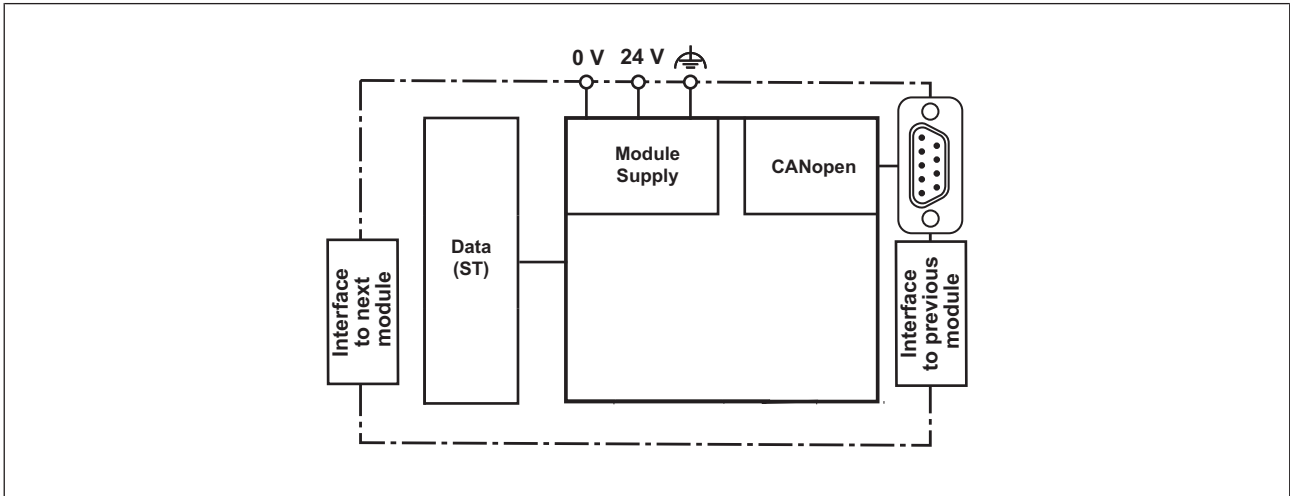 0 V 24 V
Module
Supply
CANopen
Data
(ST)
Interface
to next
module
Interface
to previous
module